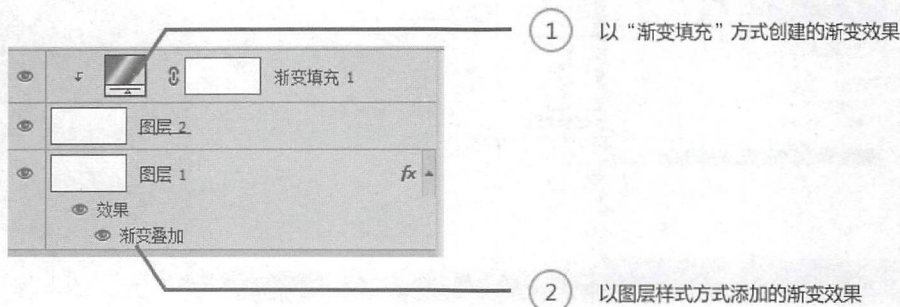 1 以“渐变填充”方式创建的渐变效果
渐变填充 1
图层 2
图层 1 fx
效果
渐变叠加
2 以图层样式方式添加的渐变效果